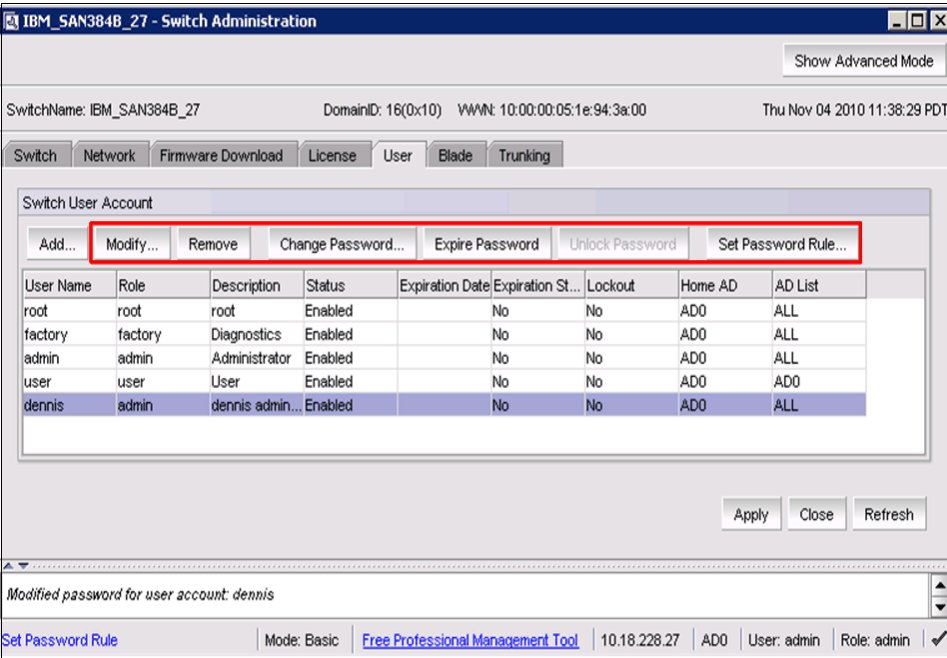 IBM_SAN384B_27 - Switch Administration
Show Advanced Mode
SwitchName: IBM_SAN384B_27 DomainID: 16(0x10) WWN: 10:00:00:05:1e:94:3a:00 Thu Nov 04 2010 11:38:29 PDT
Switch Network Firmware Download License User Blade Trunking
Switch User Account
Add... Modify... Remove Change Password... Expire Password Unlock Password Set Password Rule...
User Name Role Description Status Expiration Date Expiration St... Lockout Home AD AD List
root root root Enabled No No AD0 ALL
factory factory Diagnostics Enabled No No AD0 ALL
admin admin Administrator Enabled No No AD0 ALL
user user User Enabled No No AD0 AD0
dennis admin dennis admin... Enabled No No AD0 ALL
Apply Close Refresh
Modified password for user account: dennis
Set Password Rule Mode: Basic Free Professional Management Tool 10.18.228.27 AD0 User: admin Role: admin